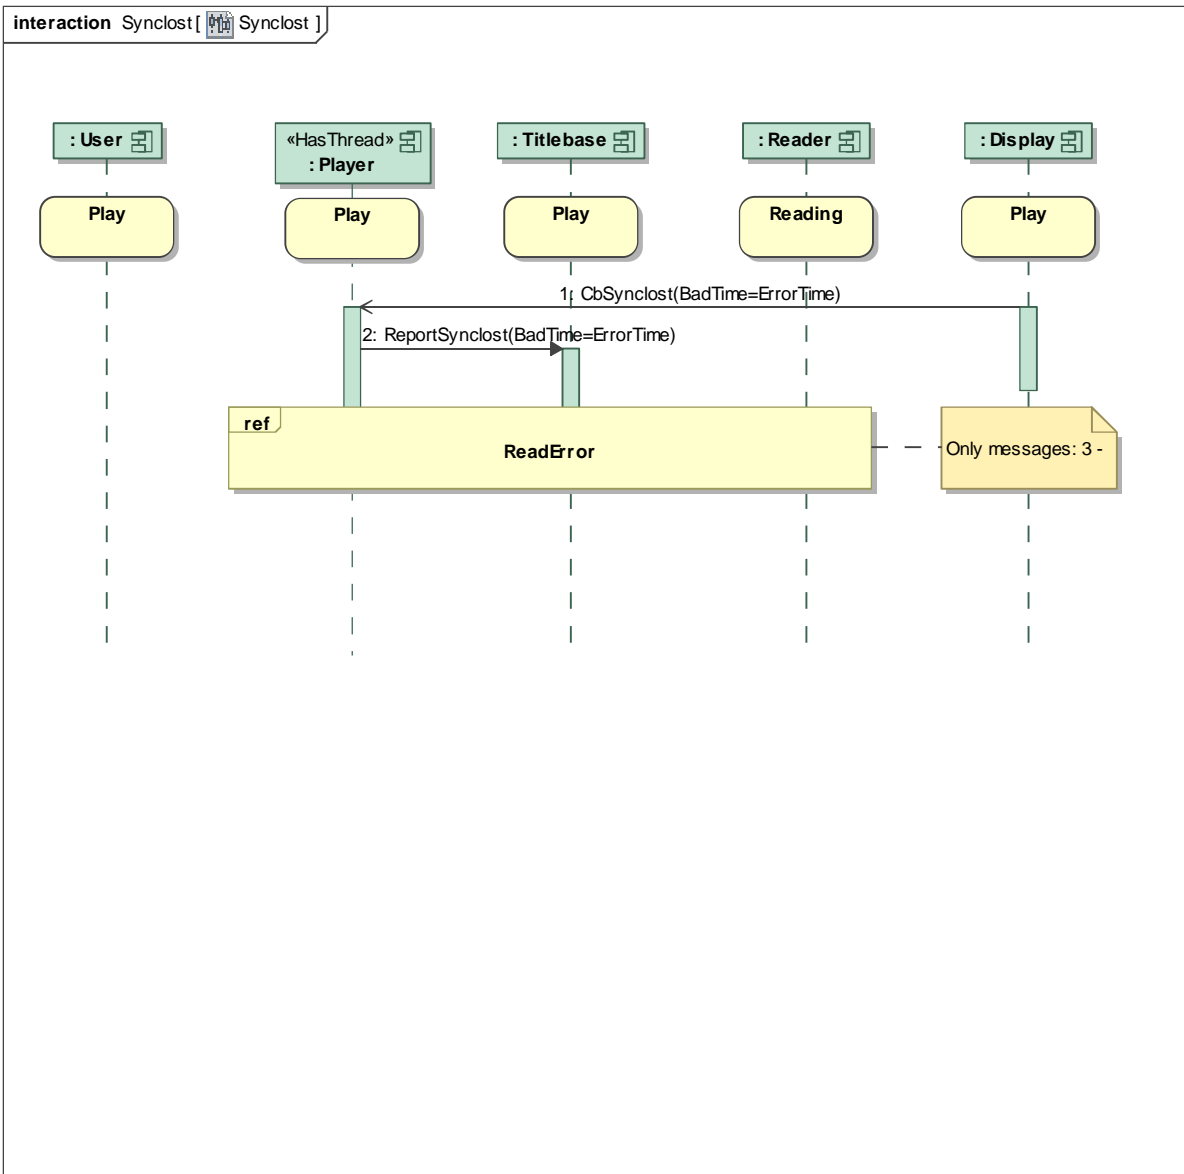 interaction Synclost[ Synclost ]
: User
«HasThread»
: Player
: Titlebase
: Reader
: Display
Play
Play
Play
Reading
Play
1: CbSynclost(BadTime=ErrorTime)
2: ReportSynclost(BadTime=ErrorTime)
ref
ReadError
Only messages: 3 -